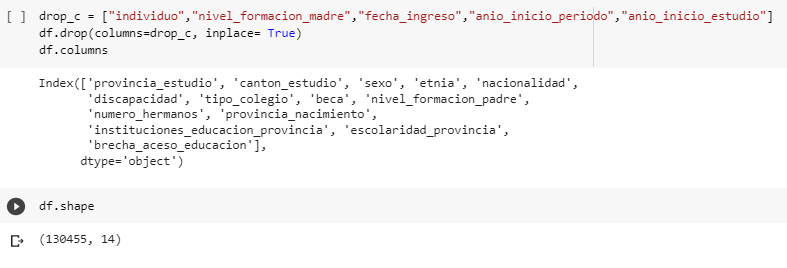 [ ] drop_c = ["individuo","nivel_formacion_madre","fecha_ingreso","anio_inicio_periodo","anio_inicio_estudio"]
df.drop(columns=drop_c, inplace= True)
df.columns
Index(['provincia_estudio', 'canton_estudio', 'sexo', 'etnia', 'nacionalidad',
'discapacidad', 'tipo_colegio', 'beca', 'nivel_formacion_padre',
'numero_hermanos', 'provincia_nacimiento',
'instituciones_educacion_provincia', 'escolaridad_provincia',
'brecha_aceso_educacion'],
dtype='object')
df.shape
(130455, 14)